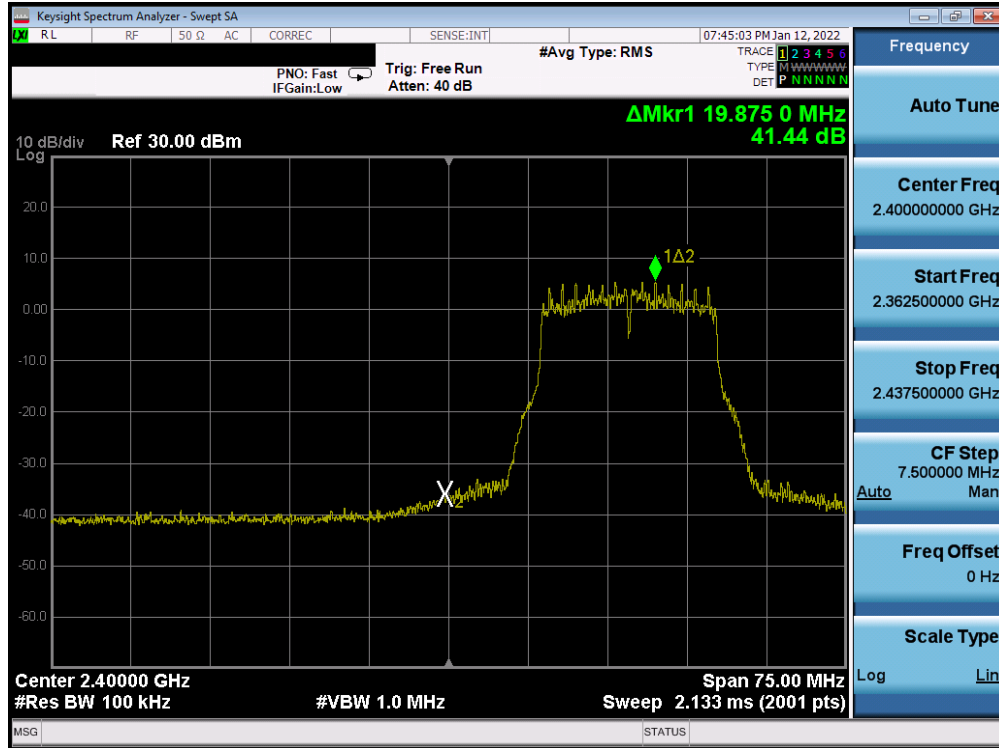 Keysight Spectrum Analyzer - Swept SA
LXI RL RF 50 Ω AC CORREC SENSE:INT 07:45:03 PM Jan 12, 2022
#Avg Type: RMS TRACE 1 2 3 4 5 6
PNO: Fast Trig: Free Run TYPE M WWWWW
IFGain:Low Atten: 40 dB DET P N N N N N
ΔMkr1 19.875 0 MHz
41.44 dB
10 dB/div Ref 30.00 dBm
Log
20.0
10.0
1Δ2
0.00
-10.0
-20.0
-30.0
X2
-40.0
-50.0
-60.0
Center 2.40000 GHz Span 75.00 MHz
#Res BW 100 kHz #VBW 1.0 MHz Sweep 2.133 ms (2001 pts)
MSG STATUS
Frequency
Auto Tune
Center Freq
2.400000000 GHz
Start Freq
2.362500000 GHz
Stop Freq
2.437500000 GHz
CF Step
7.500000 MHz
Auto Man
Freq Offset
0 Hz
Scale Type
Log Lin